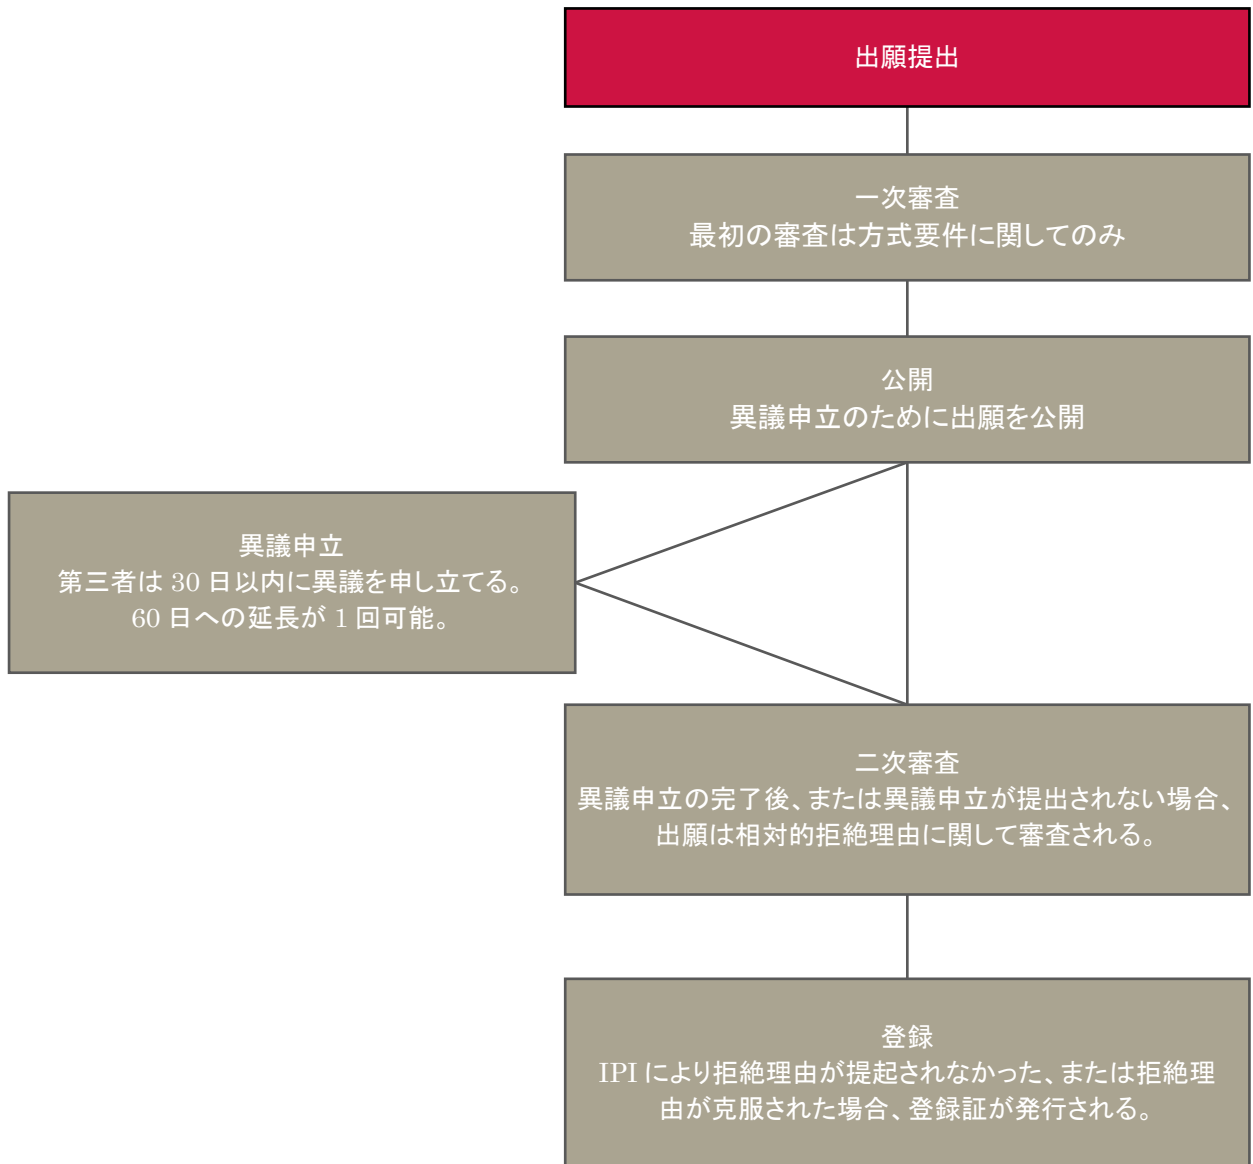 出願提出
一次審査
最初の審査は方式要件に関してのみ
公開
異議申立のために出願を公開
異議申立
第三者は 30 日以内に異議を申し立てる。
60 日への延長が 1 回可能。
二次審査
異議申立の完了後、または異議申立が提出されない場合、
出願は相対的拒絶理由に関して審査される。
登録
IPI により拒絶理由が提起されなかった、または拒絶理
由が克服された場合、登録証が発行される。